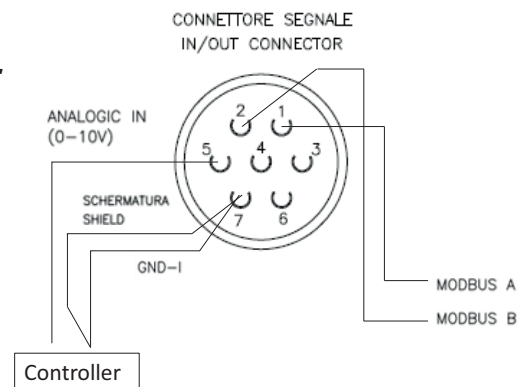 CONNETTORE SEGNALE
IN/OUT CONNECTOR
ANALOGIC IN
(0-10V)
2
1
5
4
3
SCHERMATURA
SHIELD
7
6
GND-I
MODBUS A
MODBUS B
Controller